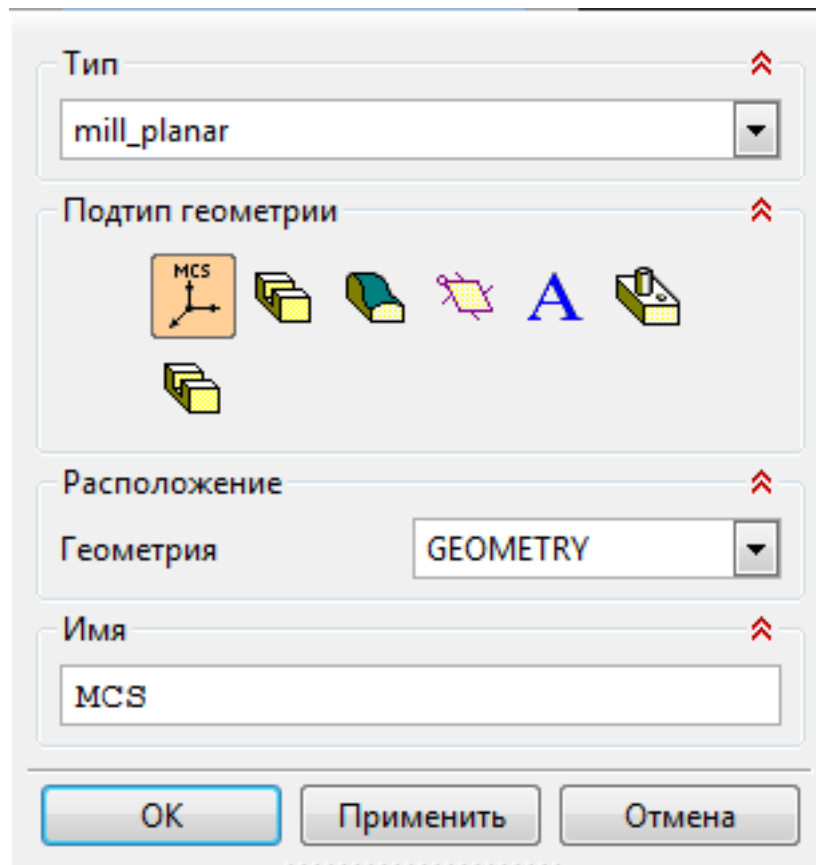 Тип
mill_planar
Подтип геометрии
MCS
A
Расположение
Геометрия GEOMETRY
Имя
MCS
OK Применить Отмена